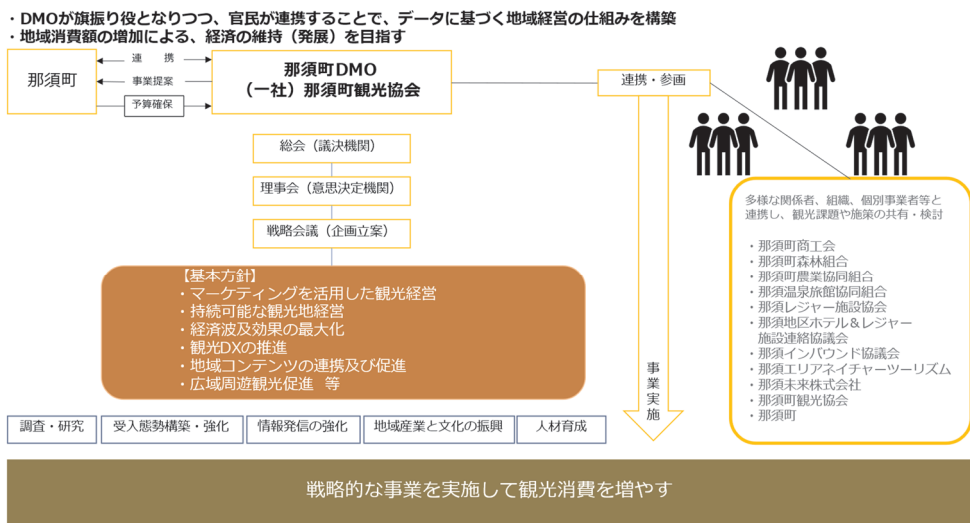 ・DMOが旗振り役となりつつ、官民が連携することで、データに基づく地域経営の仕組みを構築
・地域消費額の増加による、経済の維持（発展）を目指す
那須町
連　携
事業提案
予算確保
那須町DMO
（一社）那須町観光協会
連携・参画
総会（議決機関）
理事会（意思決定機関）
戦略会議（企画立案）
【基本方針】
・マーケティングを活用した観光経営
・持続可能な観光地経営
・経済波及効果の最大化
・観光DXの推進
・地域コンテンツの連携及び促進
・広域周遊観光促進　等
事業実施
多様な関係者、組織、個別事業者等と
連携し、観光課題や施策の共有・検討
・那須町商工会
・那須町森林組合
・那須町農業協同組合
・那須温泉旅館協同組合
・那須レジャー施設協会
・那須地区ホテル＆レジャー
施設連絡協議会
・那須インバウンド協議会
・那須エリアネイチャーツーリズム
・那須未来株式会社
・那須町観光協会
・那須町
調査・研究
受入態勢構築・強化
情報発信の強化
地域産業と文化の振興
人材育成
戦略的な事業を実施して観光消費を増やす